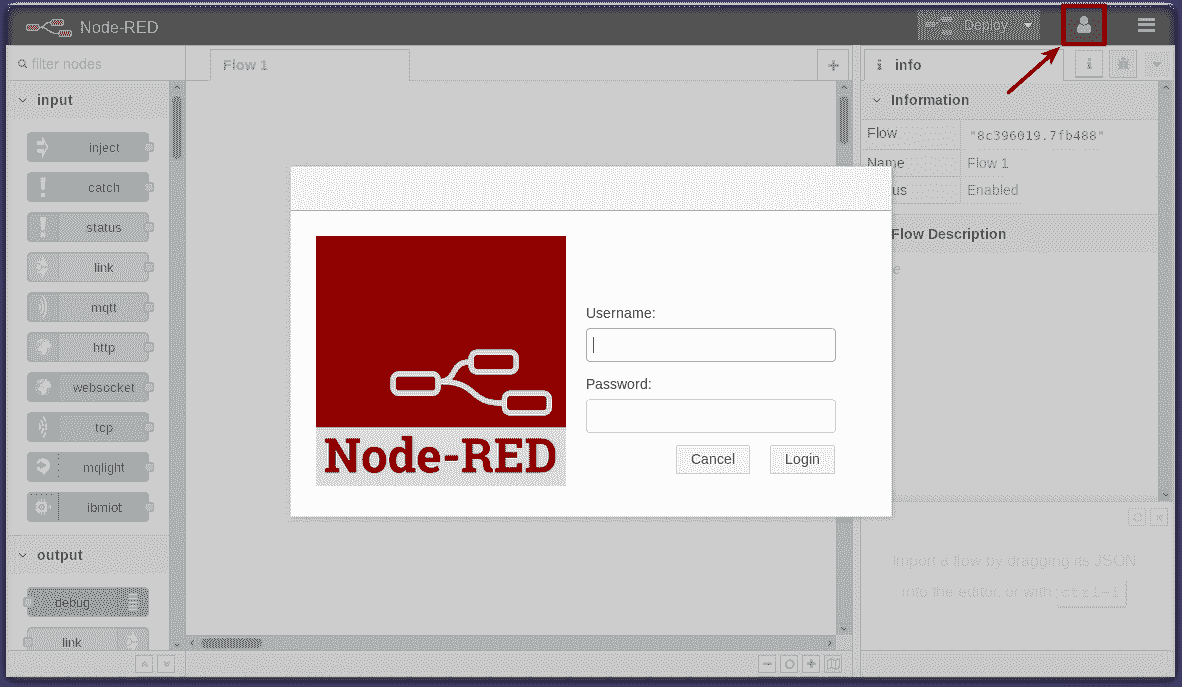 Node-RED
Deploy
filter nodes
Flow 1
info
input
inject
catch
status
link
mqtt
http
websocket
tcp
mqlight
ibmiot
output
debug
link
Information
Flow "8c396019.7fb488"
Name Flow 1
us Enabled
Flow Description
e
Username:
Password:
Cancel Login
Node-RED
Import a flow by dragging its JSON
into the editor, or with ctrl-i